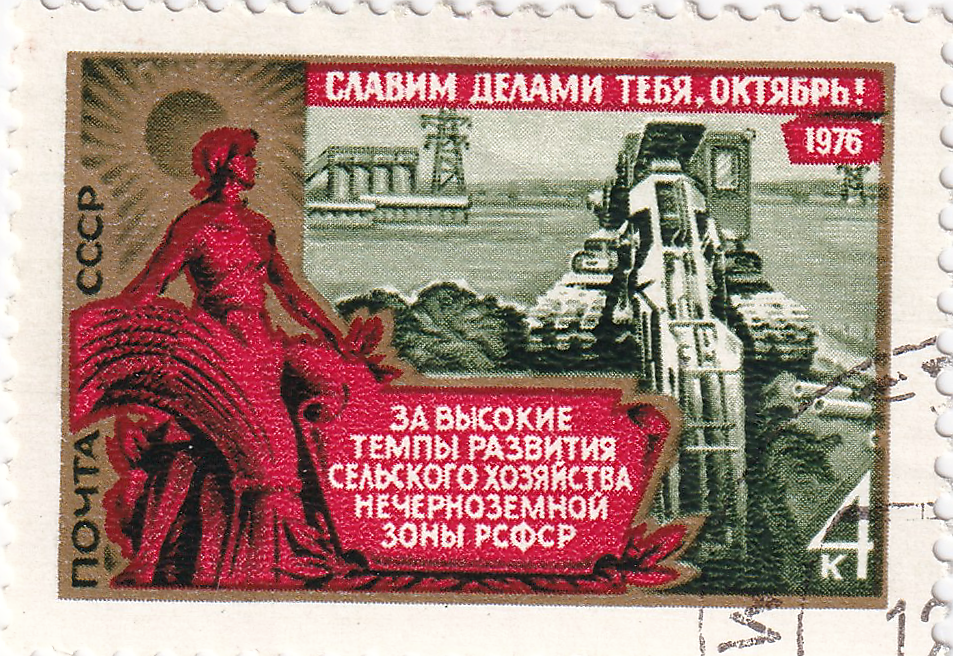 СЛАВИМ ДЕЛАМИ ТЕБЯ, ОКТЯБРЬ!
1976
ПОЧТА СССР
ЗА ВЫСОКИЕ
ТЕМПЫ РАЗВИТИЯ
СЕЛЬСКОГО ХОЗЯЙСТВА
НЕЧЕРНОЗЕМНОЙ
ЗОНЫ РСФСР
4
к